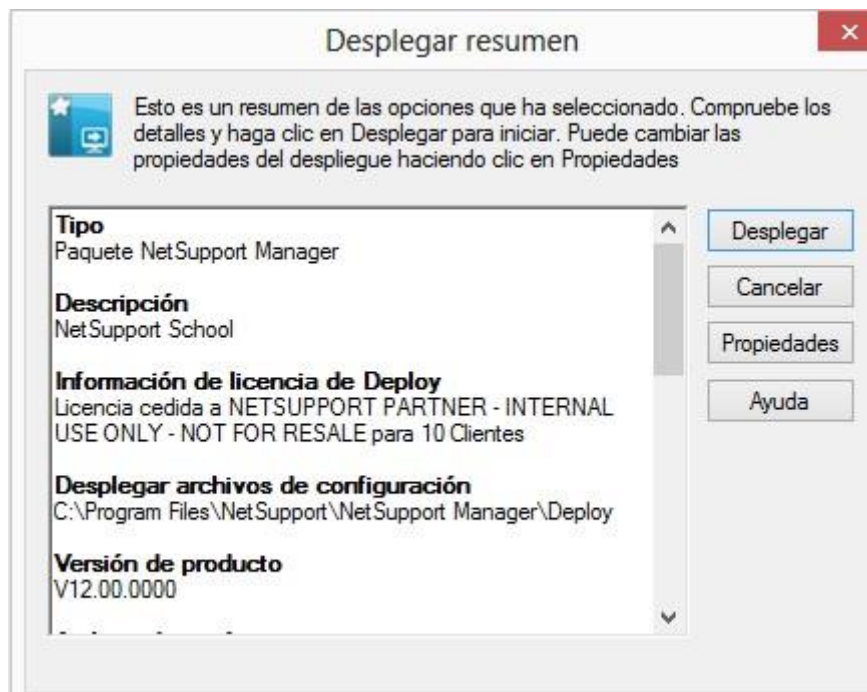 Desplegar resumen
Esto es un resumen de las opciones que ha seleccionado. Compruebe los
detalles y haga clic en Desplegar para iniciar. Puede cambiar las
propiedades del despliegue haciendo clic en Propiedades
Tipo
Paquete NetSupport Manager
Descripción
NetSupport School
Información de licencia de Deploy
Licencia cedida a NETSUPPORT PARTNER - INTERNAL
USE ONLY - NOT FOR RESALE para 10 Clientes
Desplegar archivos de configuración
C:\Program Files\NetSupport\NetSupport Manager\Deploy
Versión de producto
V12.00.0000
Desplegar
Cancelar
Propiedades
Ayuda